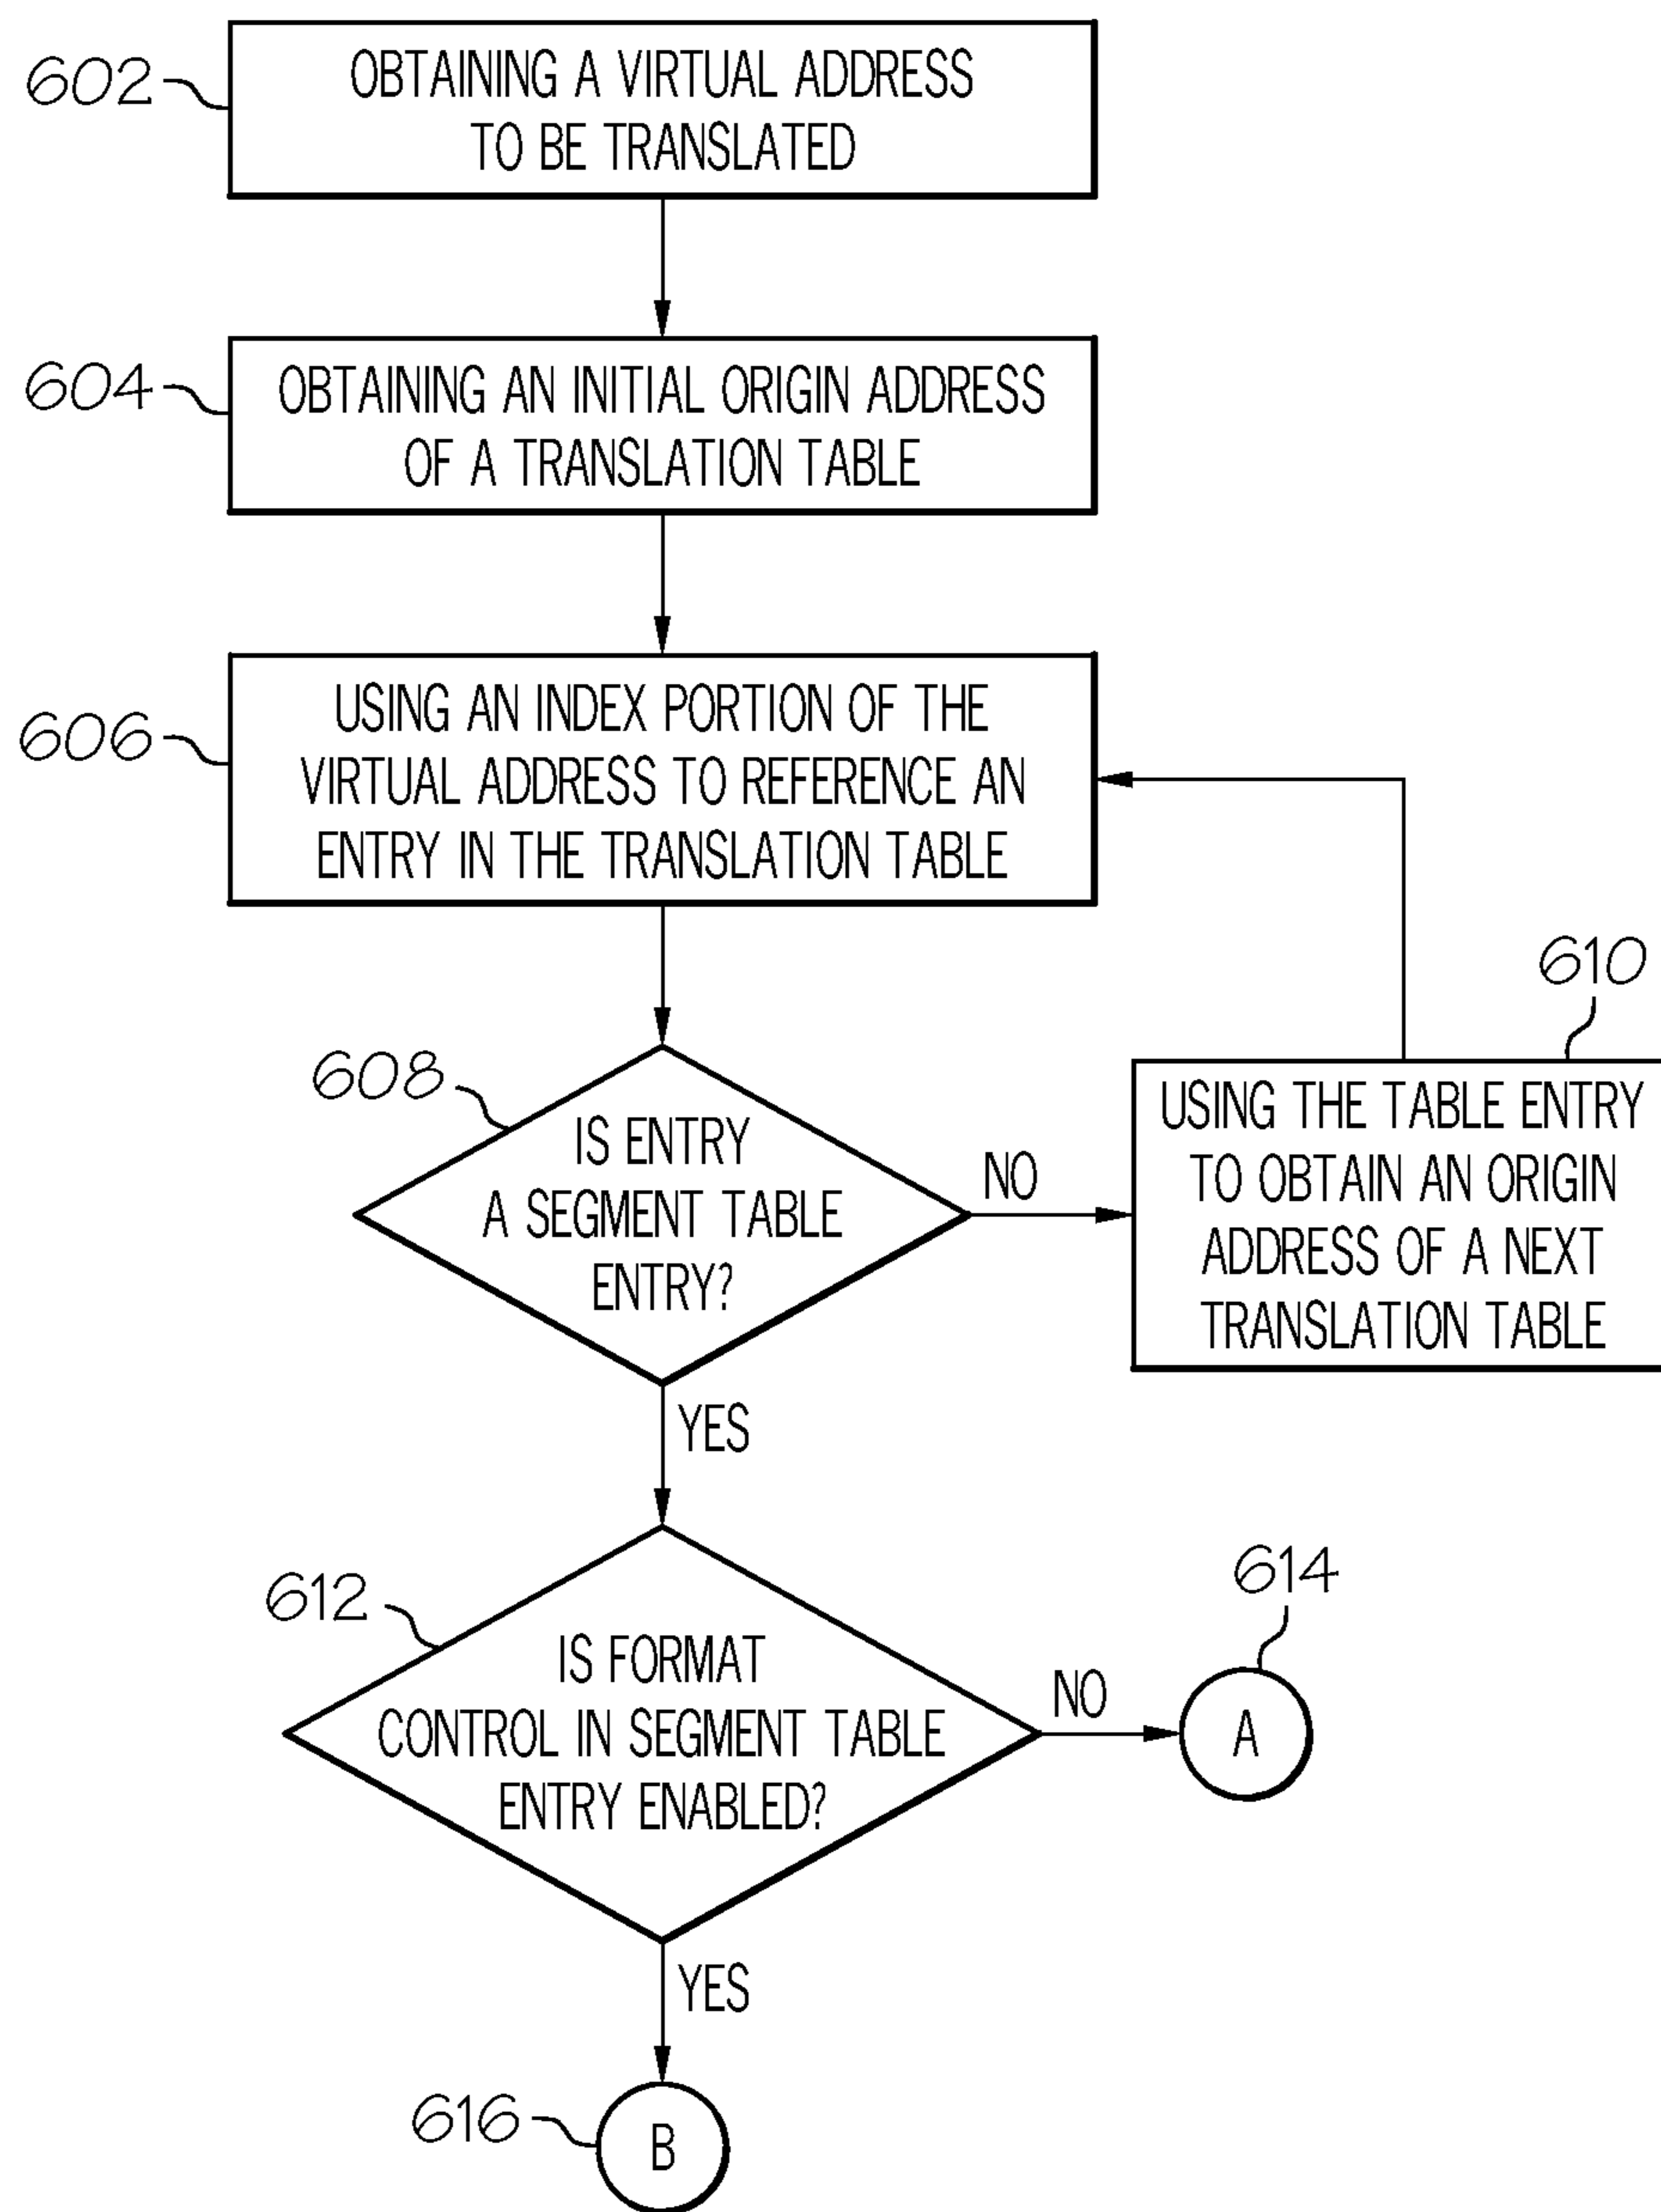 602
OBTAINING A VIRTUAL ADDRESS
TO BE TRANSLATED
604
OBTAINING AN INITIAL ORIGIN ADDRESS
OF A TRANSLATION TABLE
606
USING AN INDEX PORTION OF THE
VIRTUAL ADDRESS TO REFERENCE AN
ENTRY IN THE TRANSLATION TABLE
608
IS ENTRY
A SEGMENT TABLE
ENTRY?
NO
610
USING THE TABLE ENTRY
TO OBTAIN AN ORIGIN
ADDRESS OF A NEXT
TRANSLATION TABLE
YES
612
IS FORMAT
CONTROL IN SEGMENT TABLE
ENTRY ENABLED?
NO
614
A
YES
616
B